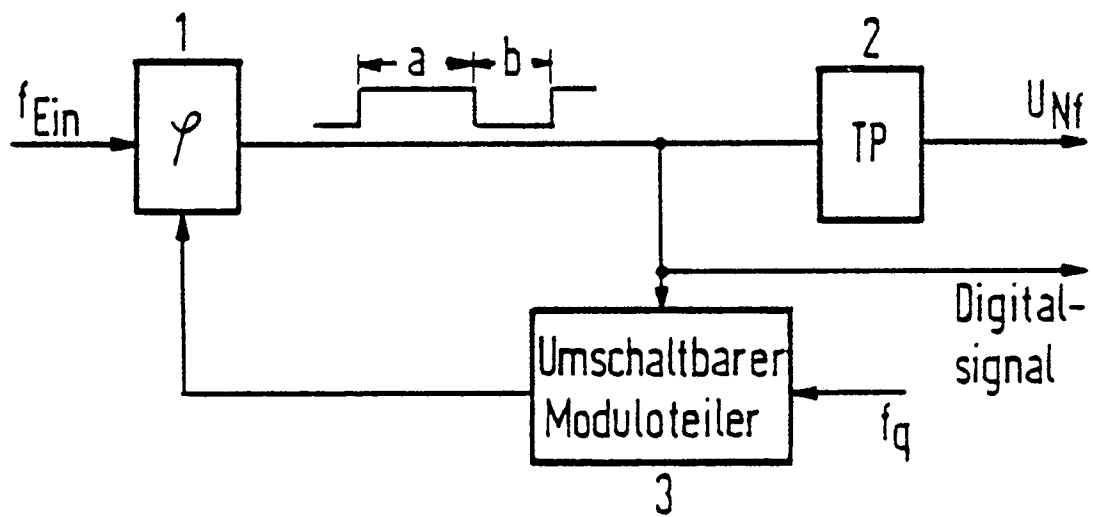 1
2
a b
f Ein
φ
TP
U Nf
Digital-
signal
Umschaltbarer
Moduloteiler
f q
3